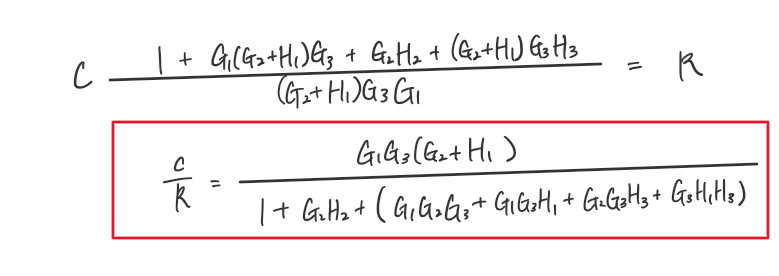 C (1 + G₁(G₂+H₁)G₃ + G₂H₂ + (G₂+H₁)G₃H₃) / ((G₂+H₁)G₃G₁) = R
C/R = G₁G₃(G₂+H₁) / (1 + G₂H₂ + (G₁G₂G₃ + G₁G₃H₁ + G₂G₃H₃ + G₃H₁H₃))